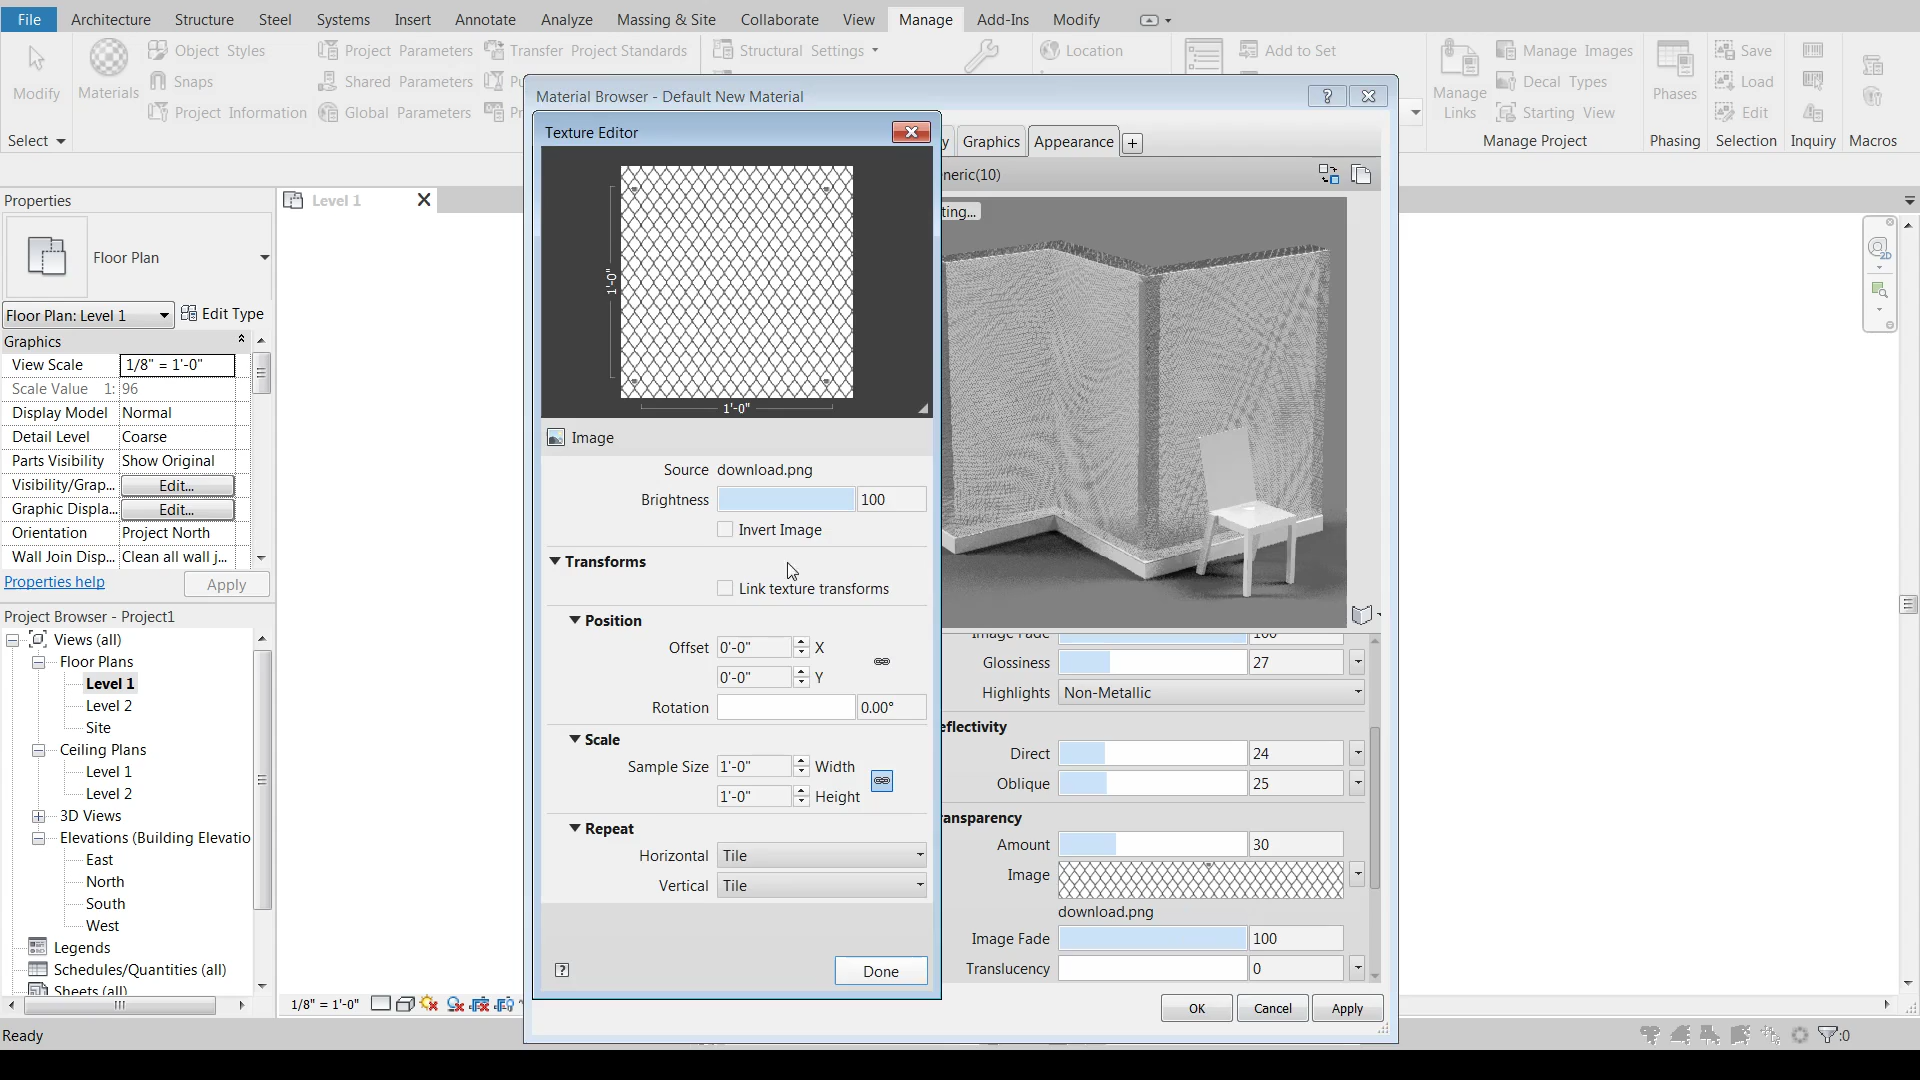 File Architecture Structure Steel Systems Insert Annotate Analyze Massing & Site Collaborate View Manage Add-Ins Modify
Modify
Select
Materials
Object Styles
Snaps
Project Information
Project Parameters
Shared Parameters
Global Parameters
Transfer Project Standards
Structural Settings
Location
Add to Set
Manage Links
Manage Images
Decal Types
Starting View
Manage Project
Phases
Phasing
Save
Load
Edit
Selection
Inquiry
Macros
Properties
Floor Plan
Floor Plan: Level 1
Edit Type
Graphics
View Scale 1/8" = 1'-0"
Scale Value 1: 96
Display Model Normal
Detail Level Coarse
Parts Visibility Show Original
Visibility/Grap... Edit...
Graphic Displa... Edit...
Orientation Project North
Wall Join Disp... Clean all wall j...
Properties help
Apply
Project Browser - Project1
Views (all)
Floor Plans
Level 1
Level 2
Site
Ceiling Plans
Level 1
Level 2
3D Views
Elevations (Building Elevatio
East
North
South
West
Legends
Schedules/Quantities (all)
Sheets (all)
Ready
Level 1
1/8" = 1'-0"
Material Browser - Default New Material
?
Graphics Appearance +
neric(10)
ting...
Texture Editor
1'-0"
1'-0"
Image
Source download.png
Brightness 100
Invert Image
Transforms
Link texture transforms
Position
Offset 0'-0" X
0'-0" Y
Rotation 0.00°
Scale
Sample Size 1'-0" Width
1'-0" Height
Repeat
Horizontal Tile
Vertical Tile
?
Done
Image Fade 100
Glossiness 27
Highlights Non-Metallic
eflectivity
Direct 24
Oblique 25
ansparency
Amount 30
Image
download.png
Image Fade 100
Translucency 0
OK Cancel Apply
2D
:0